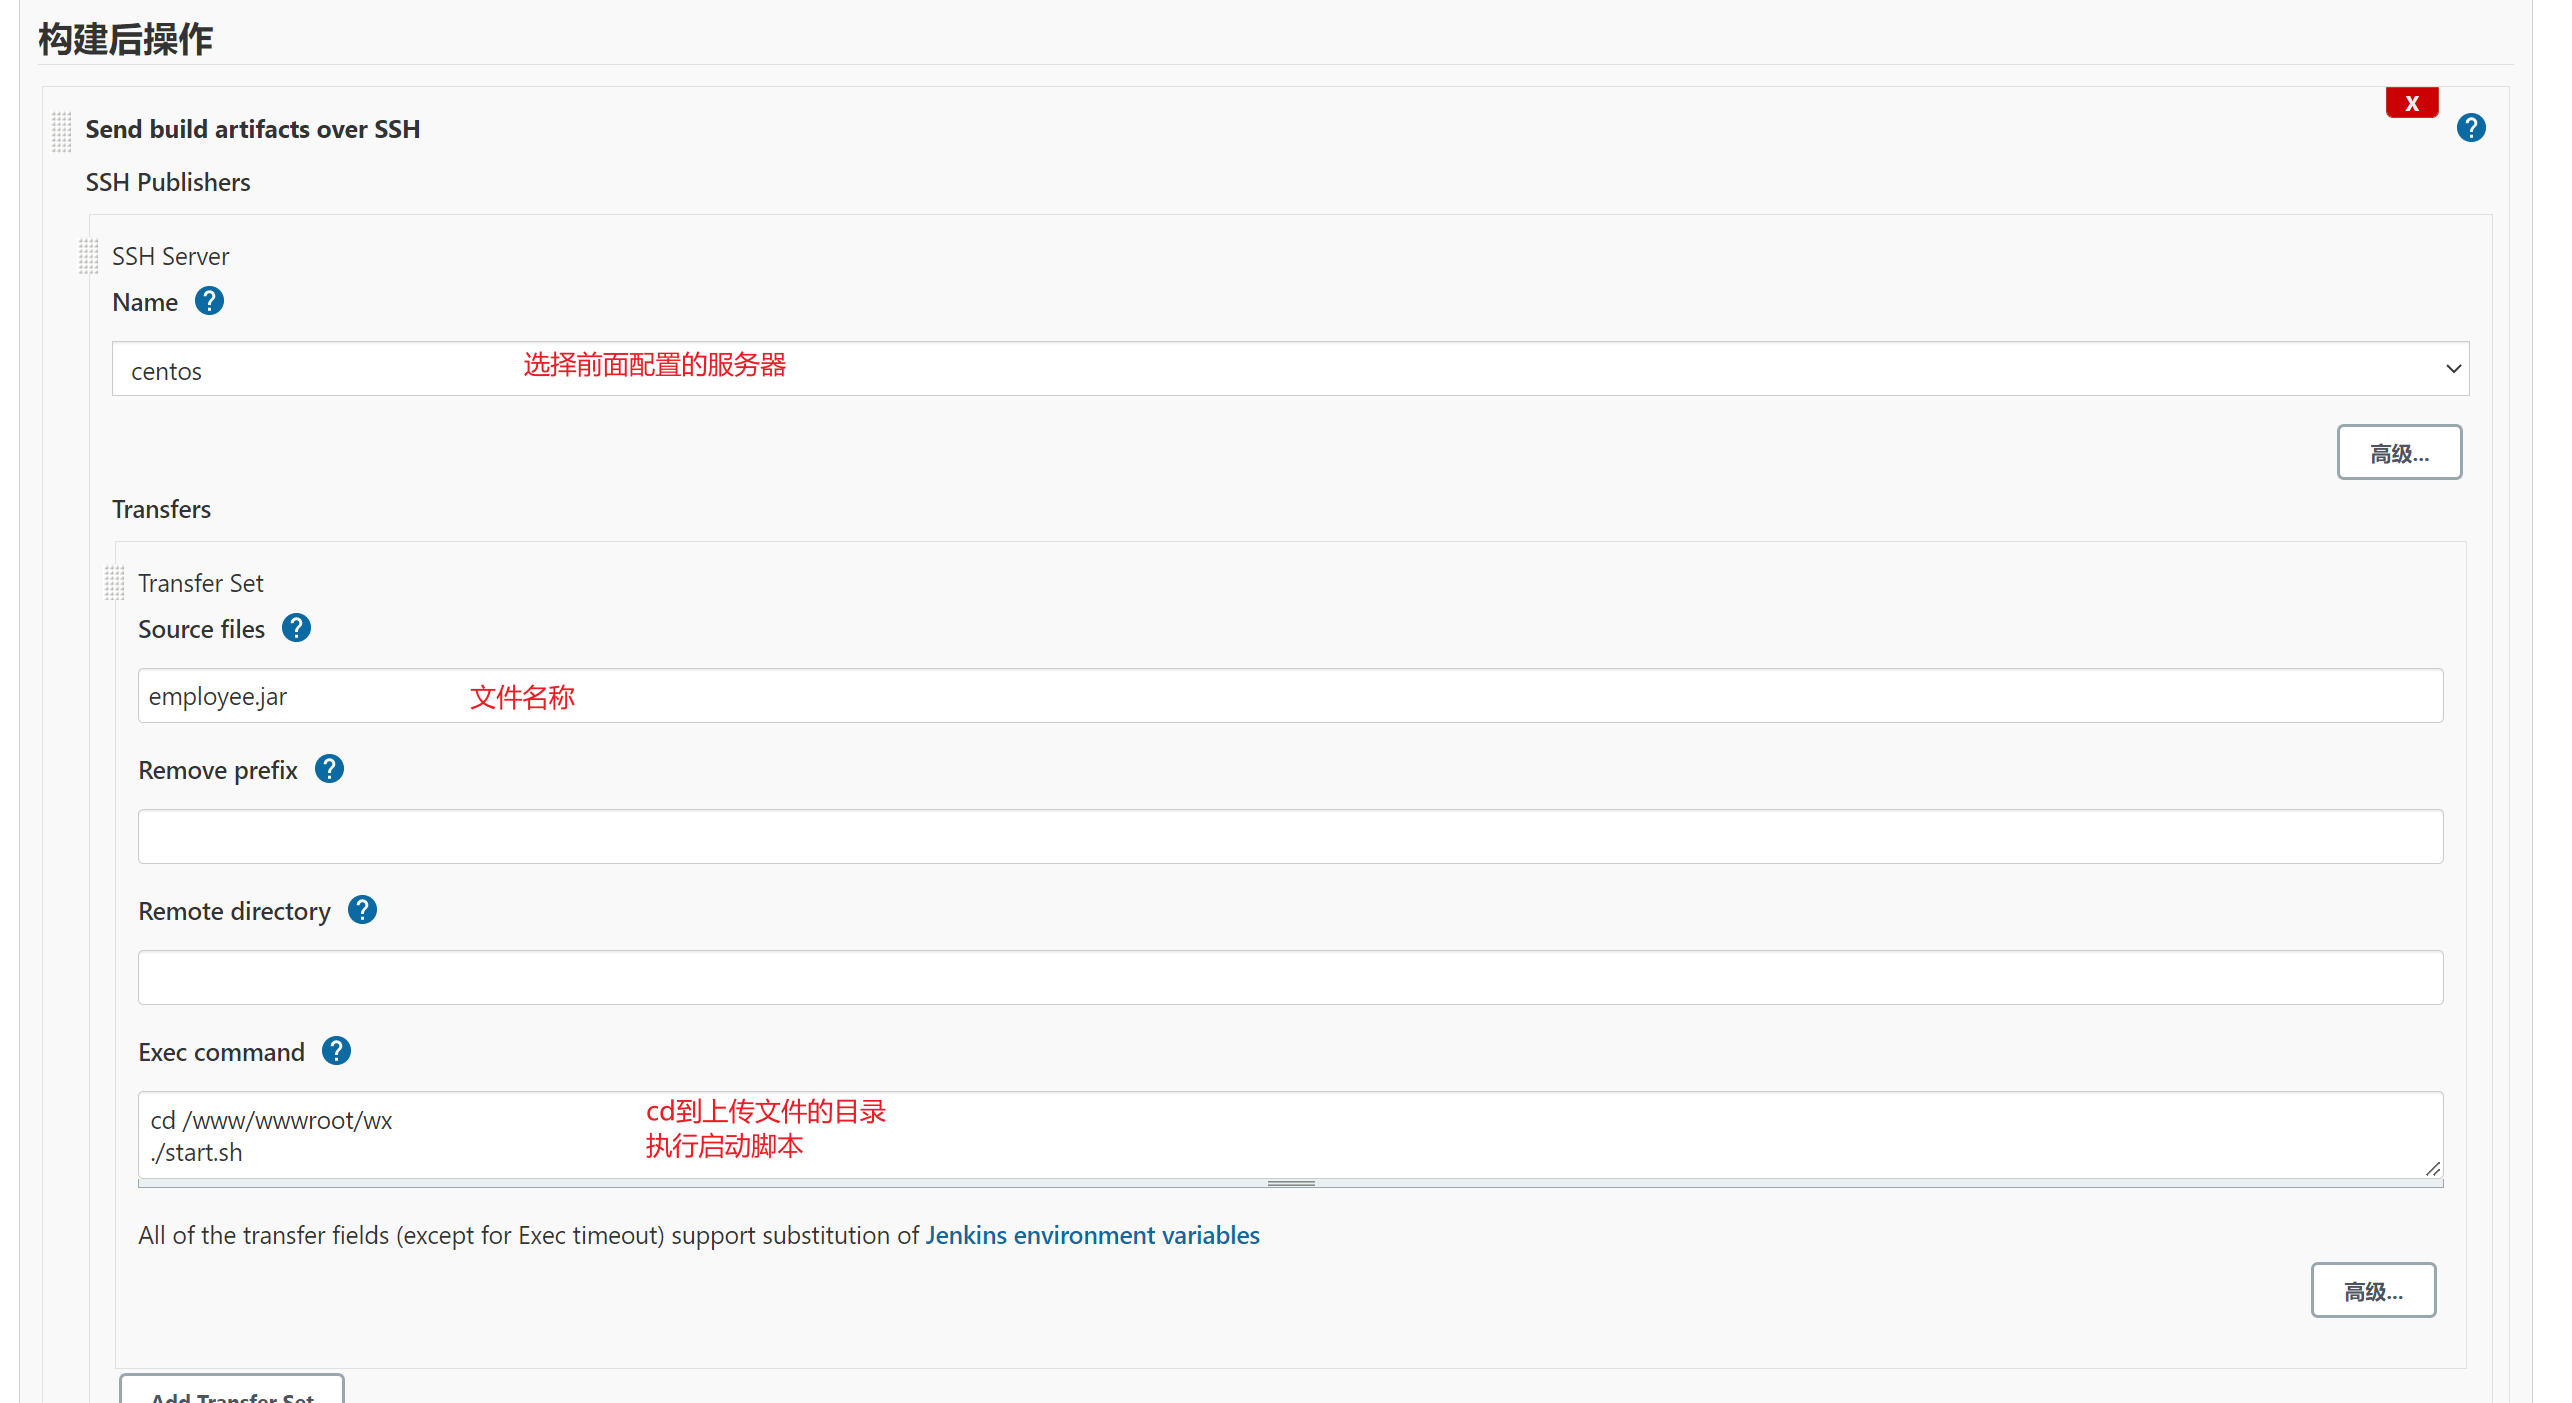 构建后操作
X
Send build artifacts over SSH
?
SSH Publishers
SSH Server
Name ?
centos 选择前面配置的服务器
高级...
Transfers
Transfer Set
Source files ?
employee.jar 文件名称
Remove prefix ?
Remote directory ?
Exec command ?
cd /www/wwwroot/wx cd到上传文件的目录
./start.sh 执行启动脚本
All of the transfer fields (except for Exec timeout) support substitution of Jenkins environment variables
高级...
Add Transfer Set